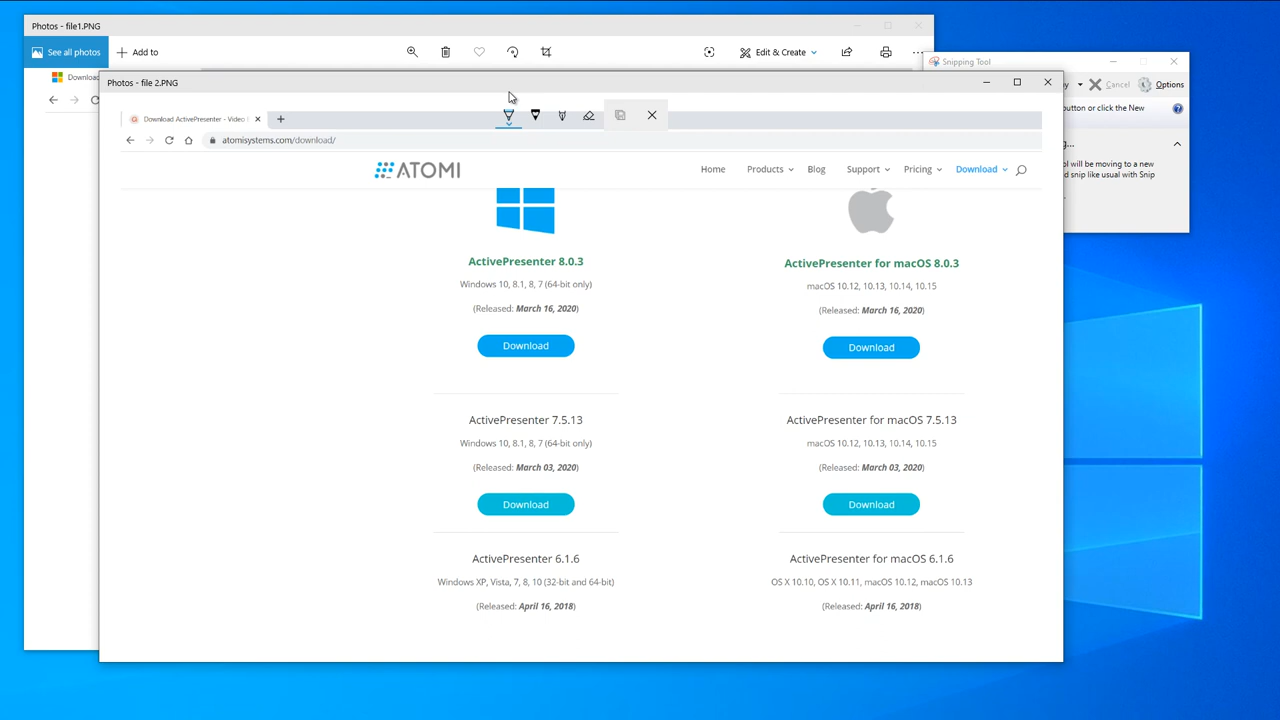 Photos - file1.PNG
See all photos
Add to
Edit & Create
Snipping Tool
Cancel
Options
button or click the New
ool will be moving to a new
d snip like usual with Snip
Photos - file 2.PNG
Download ActivePresenter - Video
atomisystems.com/download/
ATOMI
Home
Products
Blog
Support
Pricing
Download
ActivePresenter 8.0.3
Windows 10, 8.1, 8, 7 (64-bit only)
(Released: March 16, 2020)
Download
ActivePresenter for macOS 8.0.3
macOS 10.12, 10.13, 10.14, 10.15
(Released: March 16, 2020)
Download
ActivePresenter 7.5.13
Windows 10, 8.1, 8, 7 (64-bit only)
(Released: March 03, 2020)
Download
ActivePresenter for macOS 7.5.13
macOS 10.12, 10.13, 10.14, 10.15
(Released: March 03, 2020)
Download
ActivePresenter 6.1.6
Windows XP, Vista, 7, 8, 10 (32-bit and 64-bit)
(Released: April 16, 2018)
ActivePresenter for macOS 6.1.6
OS X 10.10, OS X 10.11, macOS 10.12, macOS 10.13
(Released: April 16, 2018)